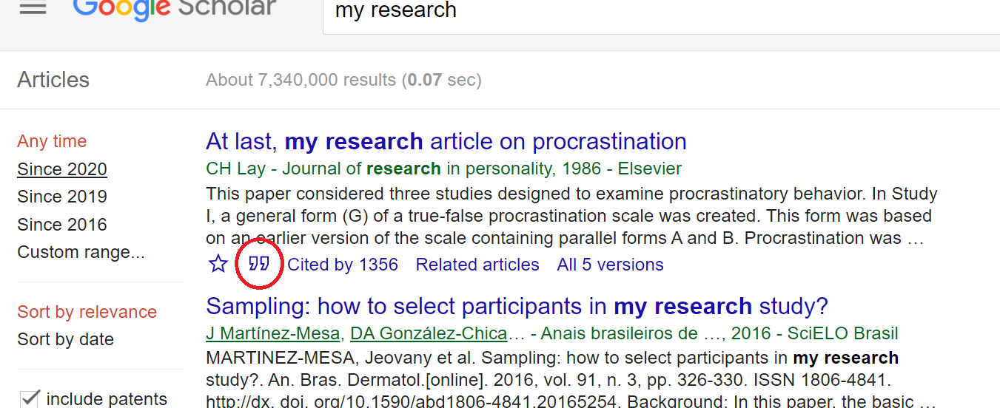 Google Scholar
my research
Articles
About 7,340,000 results (0.07 sec)
Any time
Since 2020
Since 2019
Since 2016
Custom range...
Sort by relevance
Sort by date
include patents
At last, my research article on procrastination
CH Lay - Journal of research in personality, 1986 - Elsevier
This paper considered three studies designed to examine procrastinatory behavior. In Study
I, a general form (G) of a true-false procrastination scale was created. This form was based
on an earlier version of the scale containing parallel forms A and B. Procrastination was …
Cited by 1356 Related articles All 5 versions
Sampling: how to select participants in my research study?
J Martínez-Mesa, DA González-Chica… - Anais brasileiros de …, 2016 - SciELO Brasil
MARTINEZ-MESA, Jeovany et al. Sampling: how to select participants in my research
study?. An. Bras. Dermatol.[online]. 2016, vol. 91, n. 3, pp. 326-330. ISSN 1806-4841.
http://dx. doi. org/10.1590/abd1806-4841.20165254. Background: In this paper, the basic …